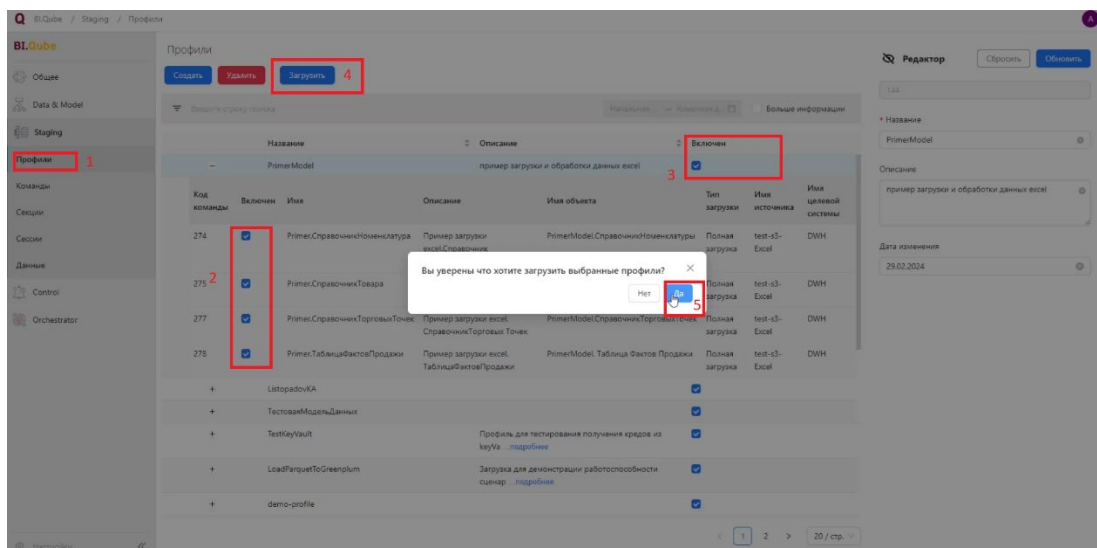 BI.Qube / Staging / Профили
A
BI.Qube
Общее
Data & Model
Staging
Профили 1
Команды
Секции
Сессии
Данные
Control
Orchestrator
Настройки
Профили
Создать Удалить Загрузить 4
Введите строку поиска Больше информации
Название Описание Включен
3
PrimerModel пример загрузки и обработки данных excel
Код команды Включен Имя Описание Имя объекта Тип загрузки Имя источника Имя целевой системы
274 Primer.СправочникНоменклатура Пример загрузки excel.Справочник PrimerModel.СправочникНоменклатуры Полная загрузка test-s3-Excel DWH
275 2 Primer.СправочникТовара Полная загрузка test-s3-Excel DWH
277 Primer.СправочникТорговыхТочек Пример загрузки excel. СправочникТорговых Точек PrimerModel.СправочникТорговыхТочек Полная загрузка test-s3-Excel DWH
278 Primer.ТаблицаФактовПродажи Пример загрузки excel. ТаблицаФактовПродажи PrimerModel. Таблица Фактов Продажи Полная загрузка test-s3-Excel DWH
Вы уверены что хотите загрузить выбранные профили?
Нет Да 5
ListopadovKA
ТестоваяМодельДанных
TestKeyVault Профиль для тестирования получения кредов из keyVa ...подробнее
LoadParquetToGreenplum Загрузка для демонстрации работоспособности сценар ...подробнее
demo-profile
1 2 20 / стр.
Редактор Сбросить Обновить
* Название
PrimerModel
Описание
пример загрузки и обработки данных excel
Дата изменения
29.02.2024